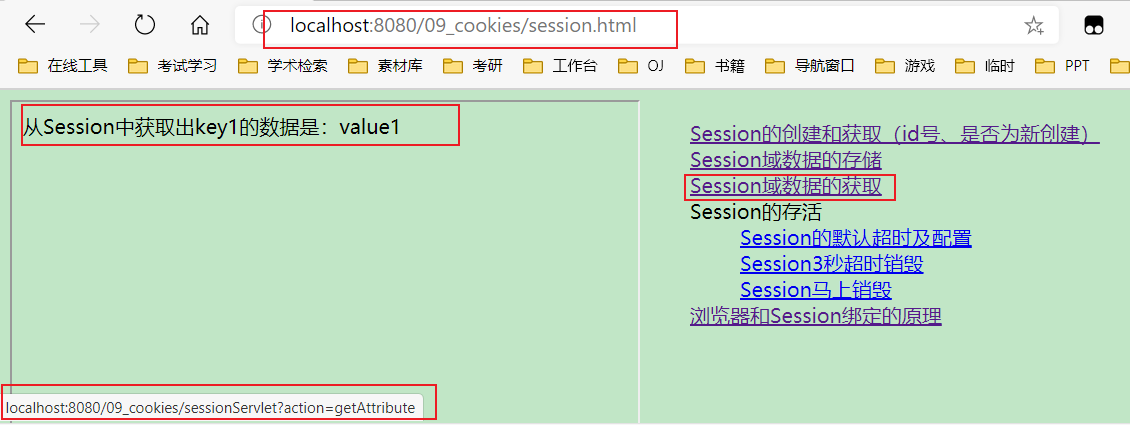 localhost:8080/09_cookies/session.html
在线工具 考试学习 学术检索 素材库 考研 工作台 OJ 书籍 导航窗口 游戏 临时 PPT
从Session中获取出key1的数据是：value1
Session的创建和获取（id号、是否为新创建）
Session域数据的存储
Session域数据的获取
Session的存活
Session的默认超时及配置
Session3秒超时销毁
Session马上销毁
浏览器和Session绑定的原理
localhost:8080/09_cookies/sessionServlet?action=getAttribute